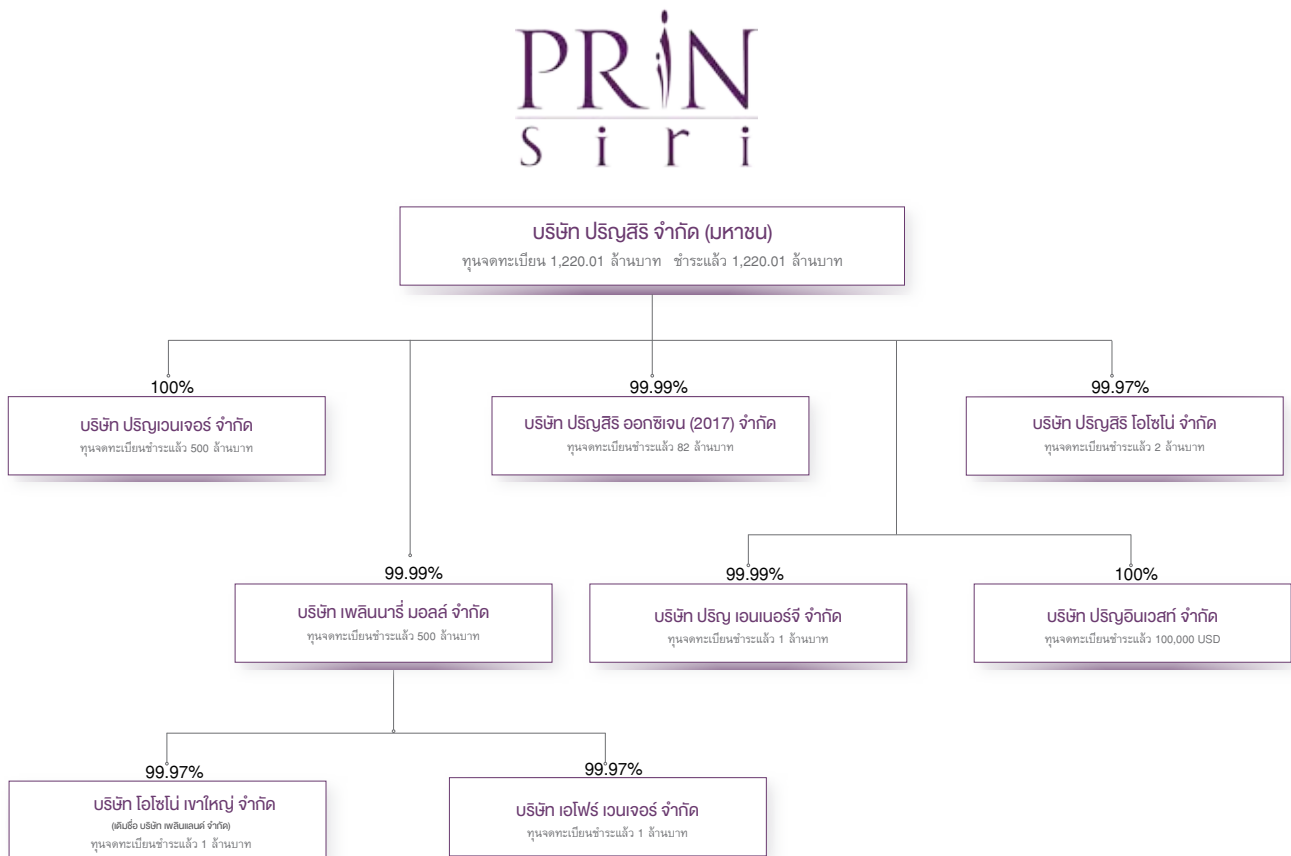 PRiN
siri
บริษัท ปริญสิริ จำกัด (มหาชน)
ทุนจดทะเบียน 1,220.01 ล้านบาท ชำระแล้ว 1,220.01 ล้านบาท
100%
บริษัท ปริญเวนเจอร์ จำกัด
ทุนจดทะเบียนชำระแล้ว 500 ล้านบาท
99.99%
บริษัท ปริญสิริ ออกซิเจน (2017) จำกัด
ทุนจดทะเบียนชำระแล้ว 82 ล้านบาท
99.97%
บริษัท ปริญสิริ โอโซโน่ จำกัด
ทุนจดทะเบียนชำระแล้ว 2 ล้านบาท
99.99%
บริษัท เพลินนารี่ มอลล์ จำกัด
ทุนจดทะเบียนชำระแล้ว 500 ล้านบาท
99.99%
บริษัท ปริญ เอนเนอร์จี จำกัด
ทุนจดทะเบียนชำระแล้ว 1 ล้านบาท
100%
บริษัท ปริญอินเวสท์ จำกัด
ทุนจดทะเบียนชำระแล้ว 100,000 USD
99.97%
บริษัท โอโซโน่ เขาใหญ่ จำกัด
(เดิมชื่อ บริษัท เพลินแลนด์ จำกัด)
ทุนจดทะเบียนชำระแล้ว 1 ล้านบาท
99.97%
บริษัท เอโฟร์ เวนเจอร์ จำกัด
ทุนจดทะเบียนชำระแล้ว 1 ล้านบาท